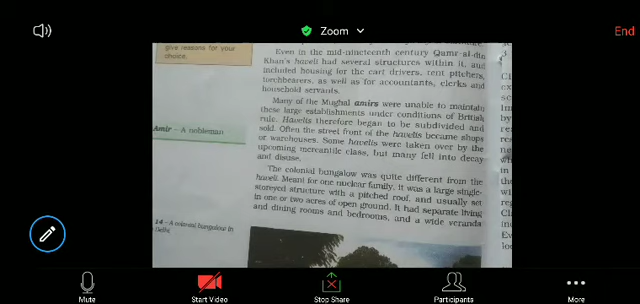 Zoom
End
give reasons for your
choice.
Even in the mid-nineteenth century Qamr-al-din
Khan's haveli had several structures within it, and
included housing for the cart drivers, tent pitchers,
torchbearers, as well as for accountants, clerks and
household servants.
Many of the Mughal amirs were unable to maintain
these large establishments under conditions of British
rule. Havelis therefore began to be subdivided and
sold. Often the street front of the havelis became shops
or warehouses. Some havelis were taken over by the
upcoming mercantile class, but many fell into decay
and disuse.
The colonial bungalow was quite different from the
haveli. Meant for one nuclear family, it was a large single-
storeyed structure with a pitched roof, and usually set
in one or two acres of open ground. It had separate living
and dining rooms and bedrooms, and a wide veranda
Amir – A nobleman
14 – A colonial bungalow in
Delhi
Mute
Start Video
Stop Share
Participants
More